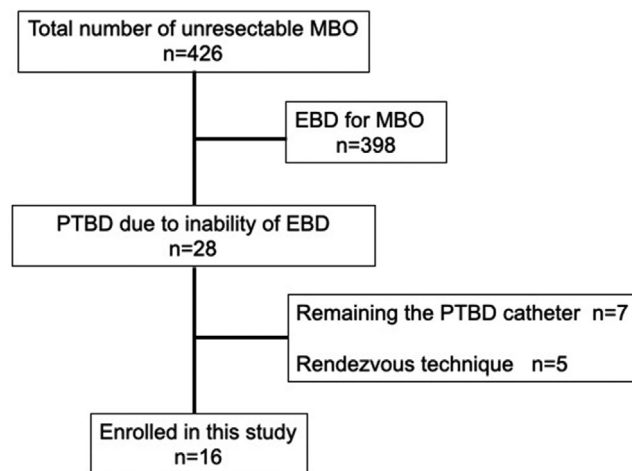 Total number of unresectable MBO
n=426
EBD for MBO
n=398
PTBD due to inability of EBD
n=28
Remaining the PTBD catheter n=7
Rendezvous technique n=5
Enrolled in this study
n=16